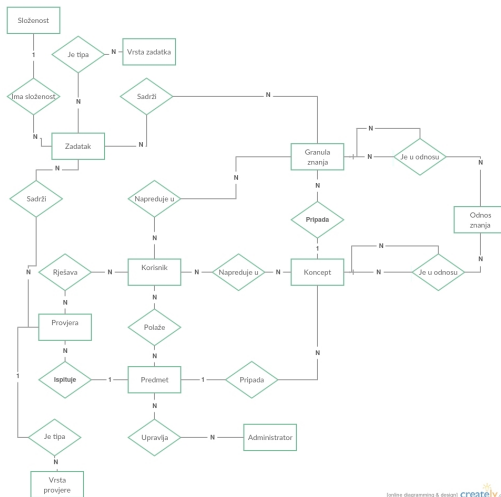 Složenost
1
Je tipa
N
Vrsta zadatka
Ima složenost
N
Sadrži
N
N
Zadatak
N
Granula
znanja
N
N
Je u odnosu
N
N
Sadrži
Napreduje u
N
N
Pripada
Odnos
znanja
N
N
1
N
N
Rješava
N
Korisnik
N
Napreduje u
N
Koncept
N
Je u odnosu
N
N
Provjera
Polaže
N
N
N
1
Ispituje
1
Predmet
1
Pripada
N
Je tipa
Upravlja
N
Administrator
N
Vrsta
provjere
[online diagramming & design]
creately